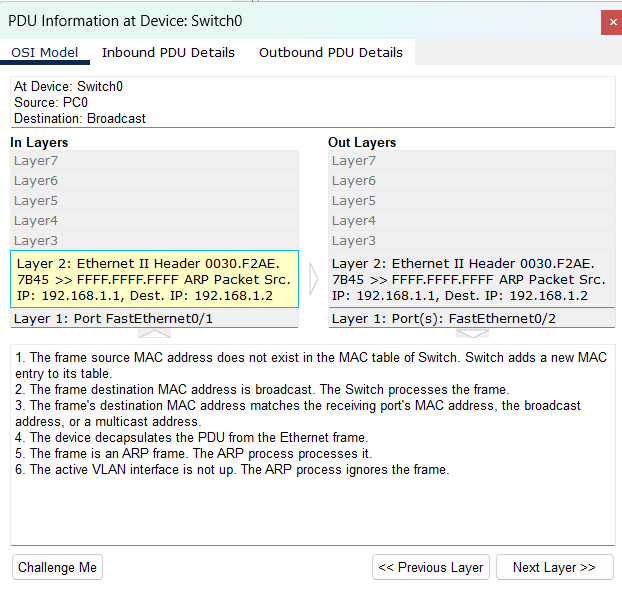 PDU Information at Device: Switch0
×
OSI Model Inbound PDU Details Outbound PDU Details
At Device: Switch0
Source: PC0
Destination: Broadcast
In Layers
Layer7
Layer6
Layer5
Layer4
Layer3
Layer 2: Ethernet II Header 0030.F2AE.
7B45 >> FFFF.FFFF.FFFF ARP Packet Src.
IP: 192.168.1.1, Dest. IP: 192.168.1.2
Layer 1: Port FastEthernet0/1
Out Layers
Layer7
Layer6
Layer5
Layer4
Layer3
Layer 2: Ethernet II Header 0030.F2AE.
7B45 >> FFFF.FFFF.FFFF ARP Packet Src.
IP: 192.168.1.1, Dest. IP: 192.168.1.2
Layer 1: Port(s): FastEthernet0/2
1. The frame source MAC address does not exist in the MAC table of Switch. Switch adds a new MAC
entry to its table.
2. The frame destination MAC address is broadcast. The Switch processes the frame.
3. The frame's destination MAC address matches the receiving port's MAC address, the broadcast
address, or a multicast address.
4. The device decapsulates the PDU from the Ethernet frame.
5. The frame is an ARP frame. The ARP process processes it.
6. The active VLAN interface is not up. The ARP process ignores the frame.
Challenge Me << Previous Layer Next Layer >>